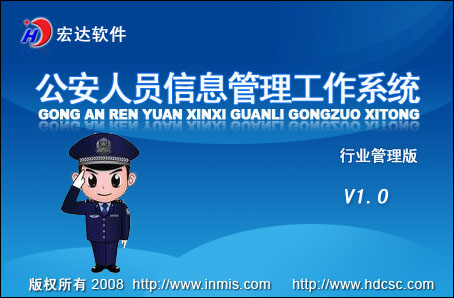 宏达软件
公安人员信息管理工作系统
GONG AN REN YUAN XINXI GUANLI GONGZUO XITONG
行业管理版
V1.0
版权所有 2008 http://www.inmis.com http://www.hdcsc.com